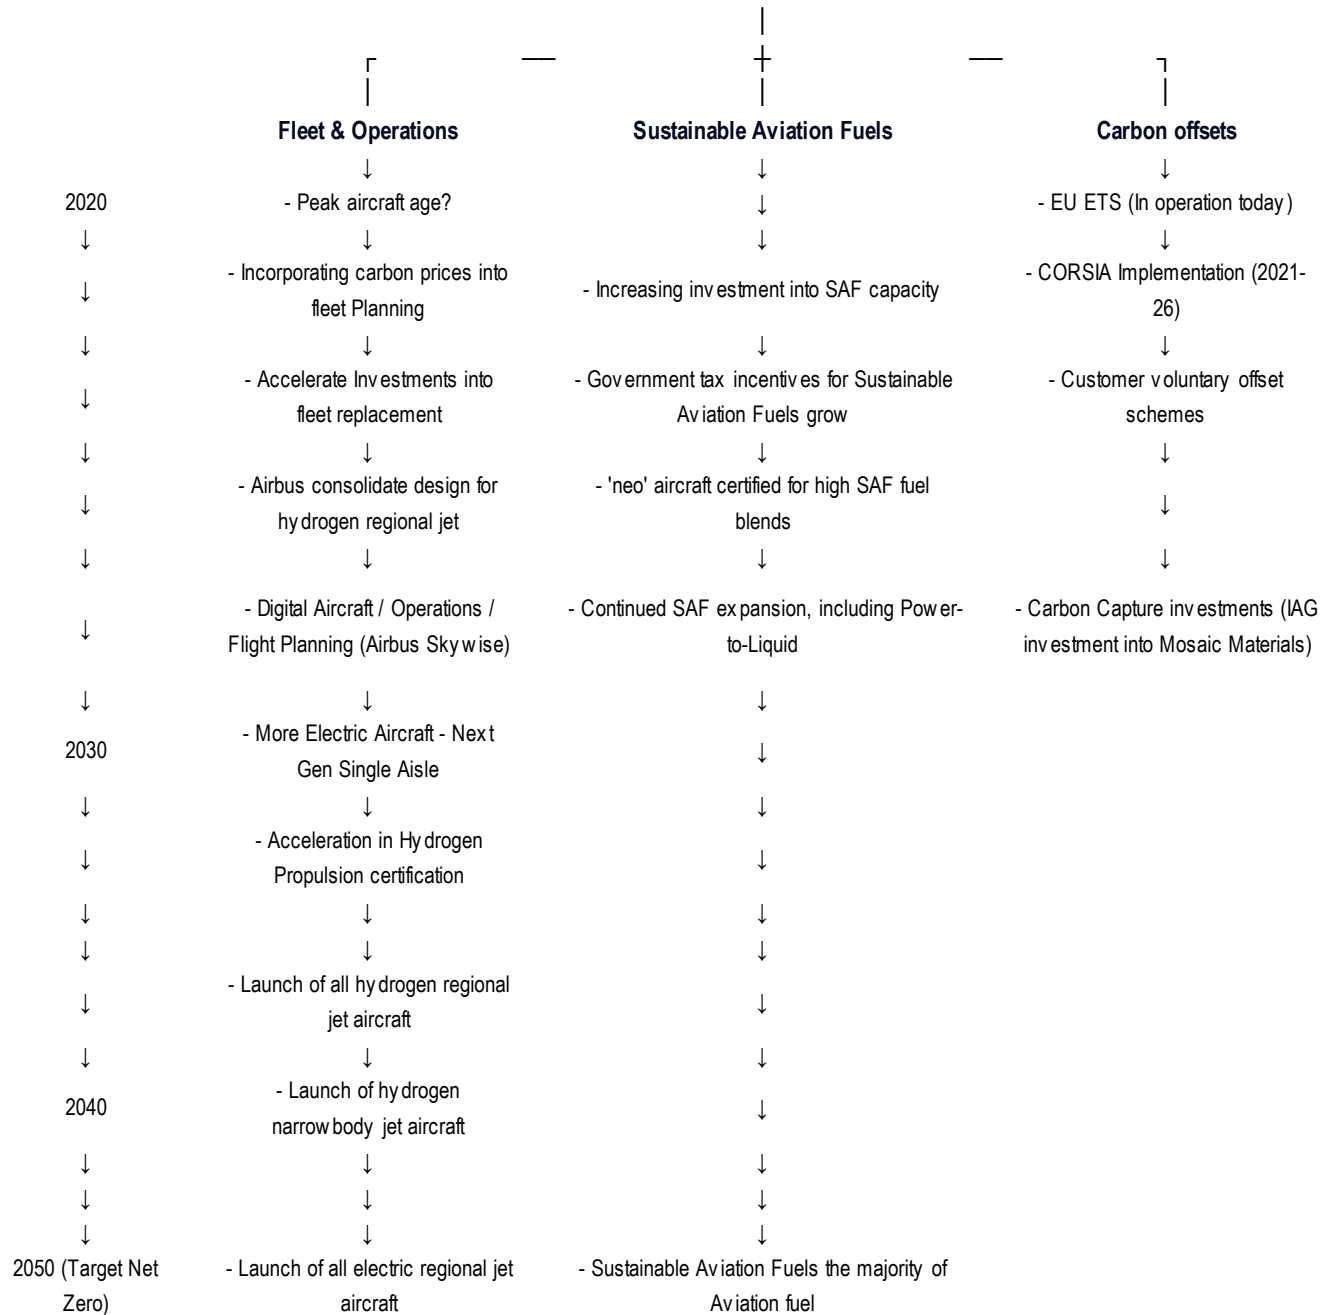 Fleet & Operations Sustainable Aviation Fuels Carbon offsets
2020 - Peak aircraft age? - EU ETS (In operation today)
- Incorporating carbon prices into
fleet Planning
- Increasing investment into SAF capacity
- CORSIA Implementation (2021-
26)
- Accelerate Investments into
fleet replacement
- Government tax incentives for Sustainable
Aviation Fuels grow
- Customer voluntary offset
schemes
- Airbus consolidate design for
hydrogen regional jet
- 'neo' aircraft certified for high SAF fuel
blends
- Digital Aircraft / Operations /
Flight Planning (Airbus Skywise)
- Continued SAF expansion, including Power-
to-Liquid
- Carbon Capture investments (IAG
investment into Mosaic Materials)
2030
- More Electric Aircraft - Next
Gen Single Aisle
- Acceleration in Hydrogen
Propulsion certification
- Launch of all hydrogen regional
jet aircraft
2040
- Launch of hydrogen
narrowbody jet aircraft
2050 (Target Net
Zero)
- Launch of all electric regional jet
aircraft
- Sustainable Aviation Fuels the majority of
Aviation fuel